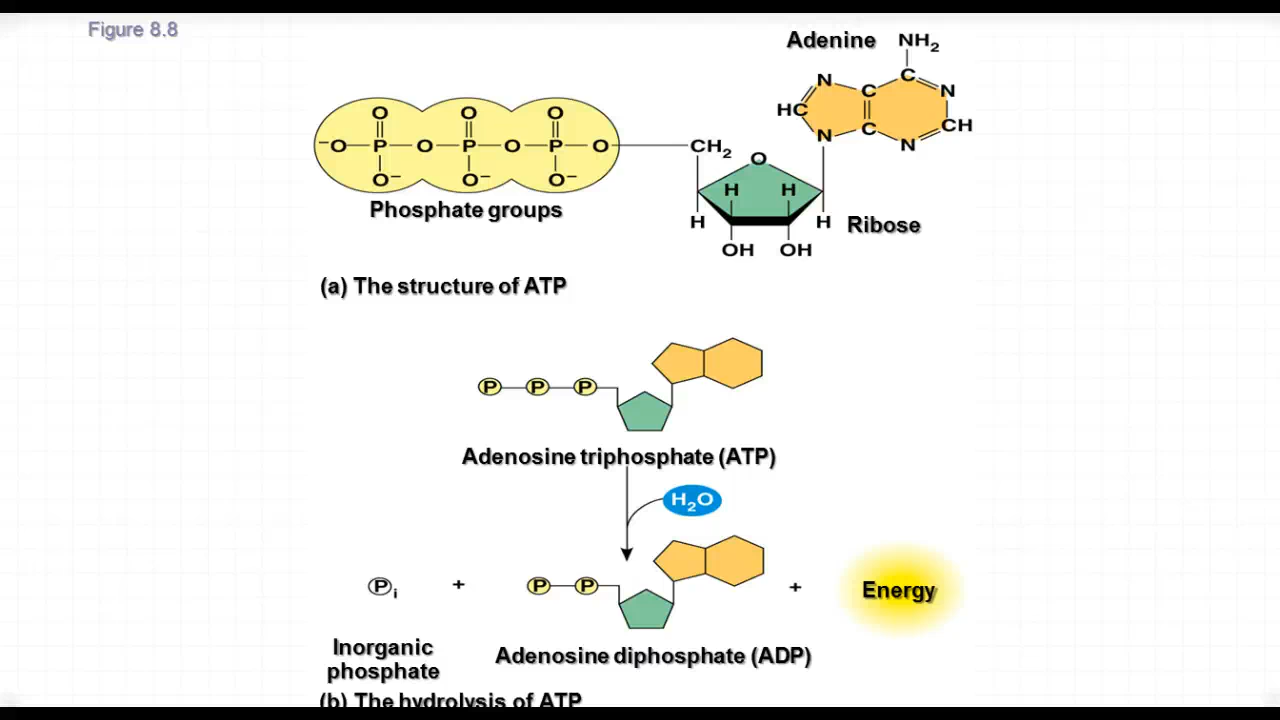 Figure 8.8
Adenine NH₂
N C N
HC C C CH
N N
O O O
⁻O P O P O P O CH₂ O
O⁻ O⁻ O⁻
H H
H H
OH OH
Phosphate groups
Ribose
(a) The structure of ATP
P P P
Adenosine triphosphate (ATP)
H₂O
Pᵢ + P P + Energy
Inorganic
phosphate
Adenosine diphosphate (ADP)
(b) The hydrolysis of ATP